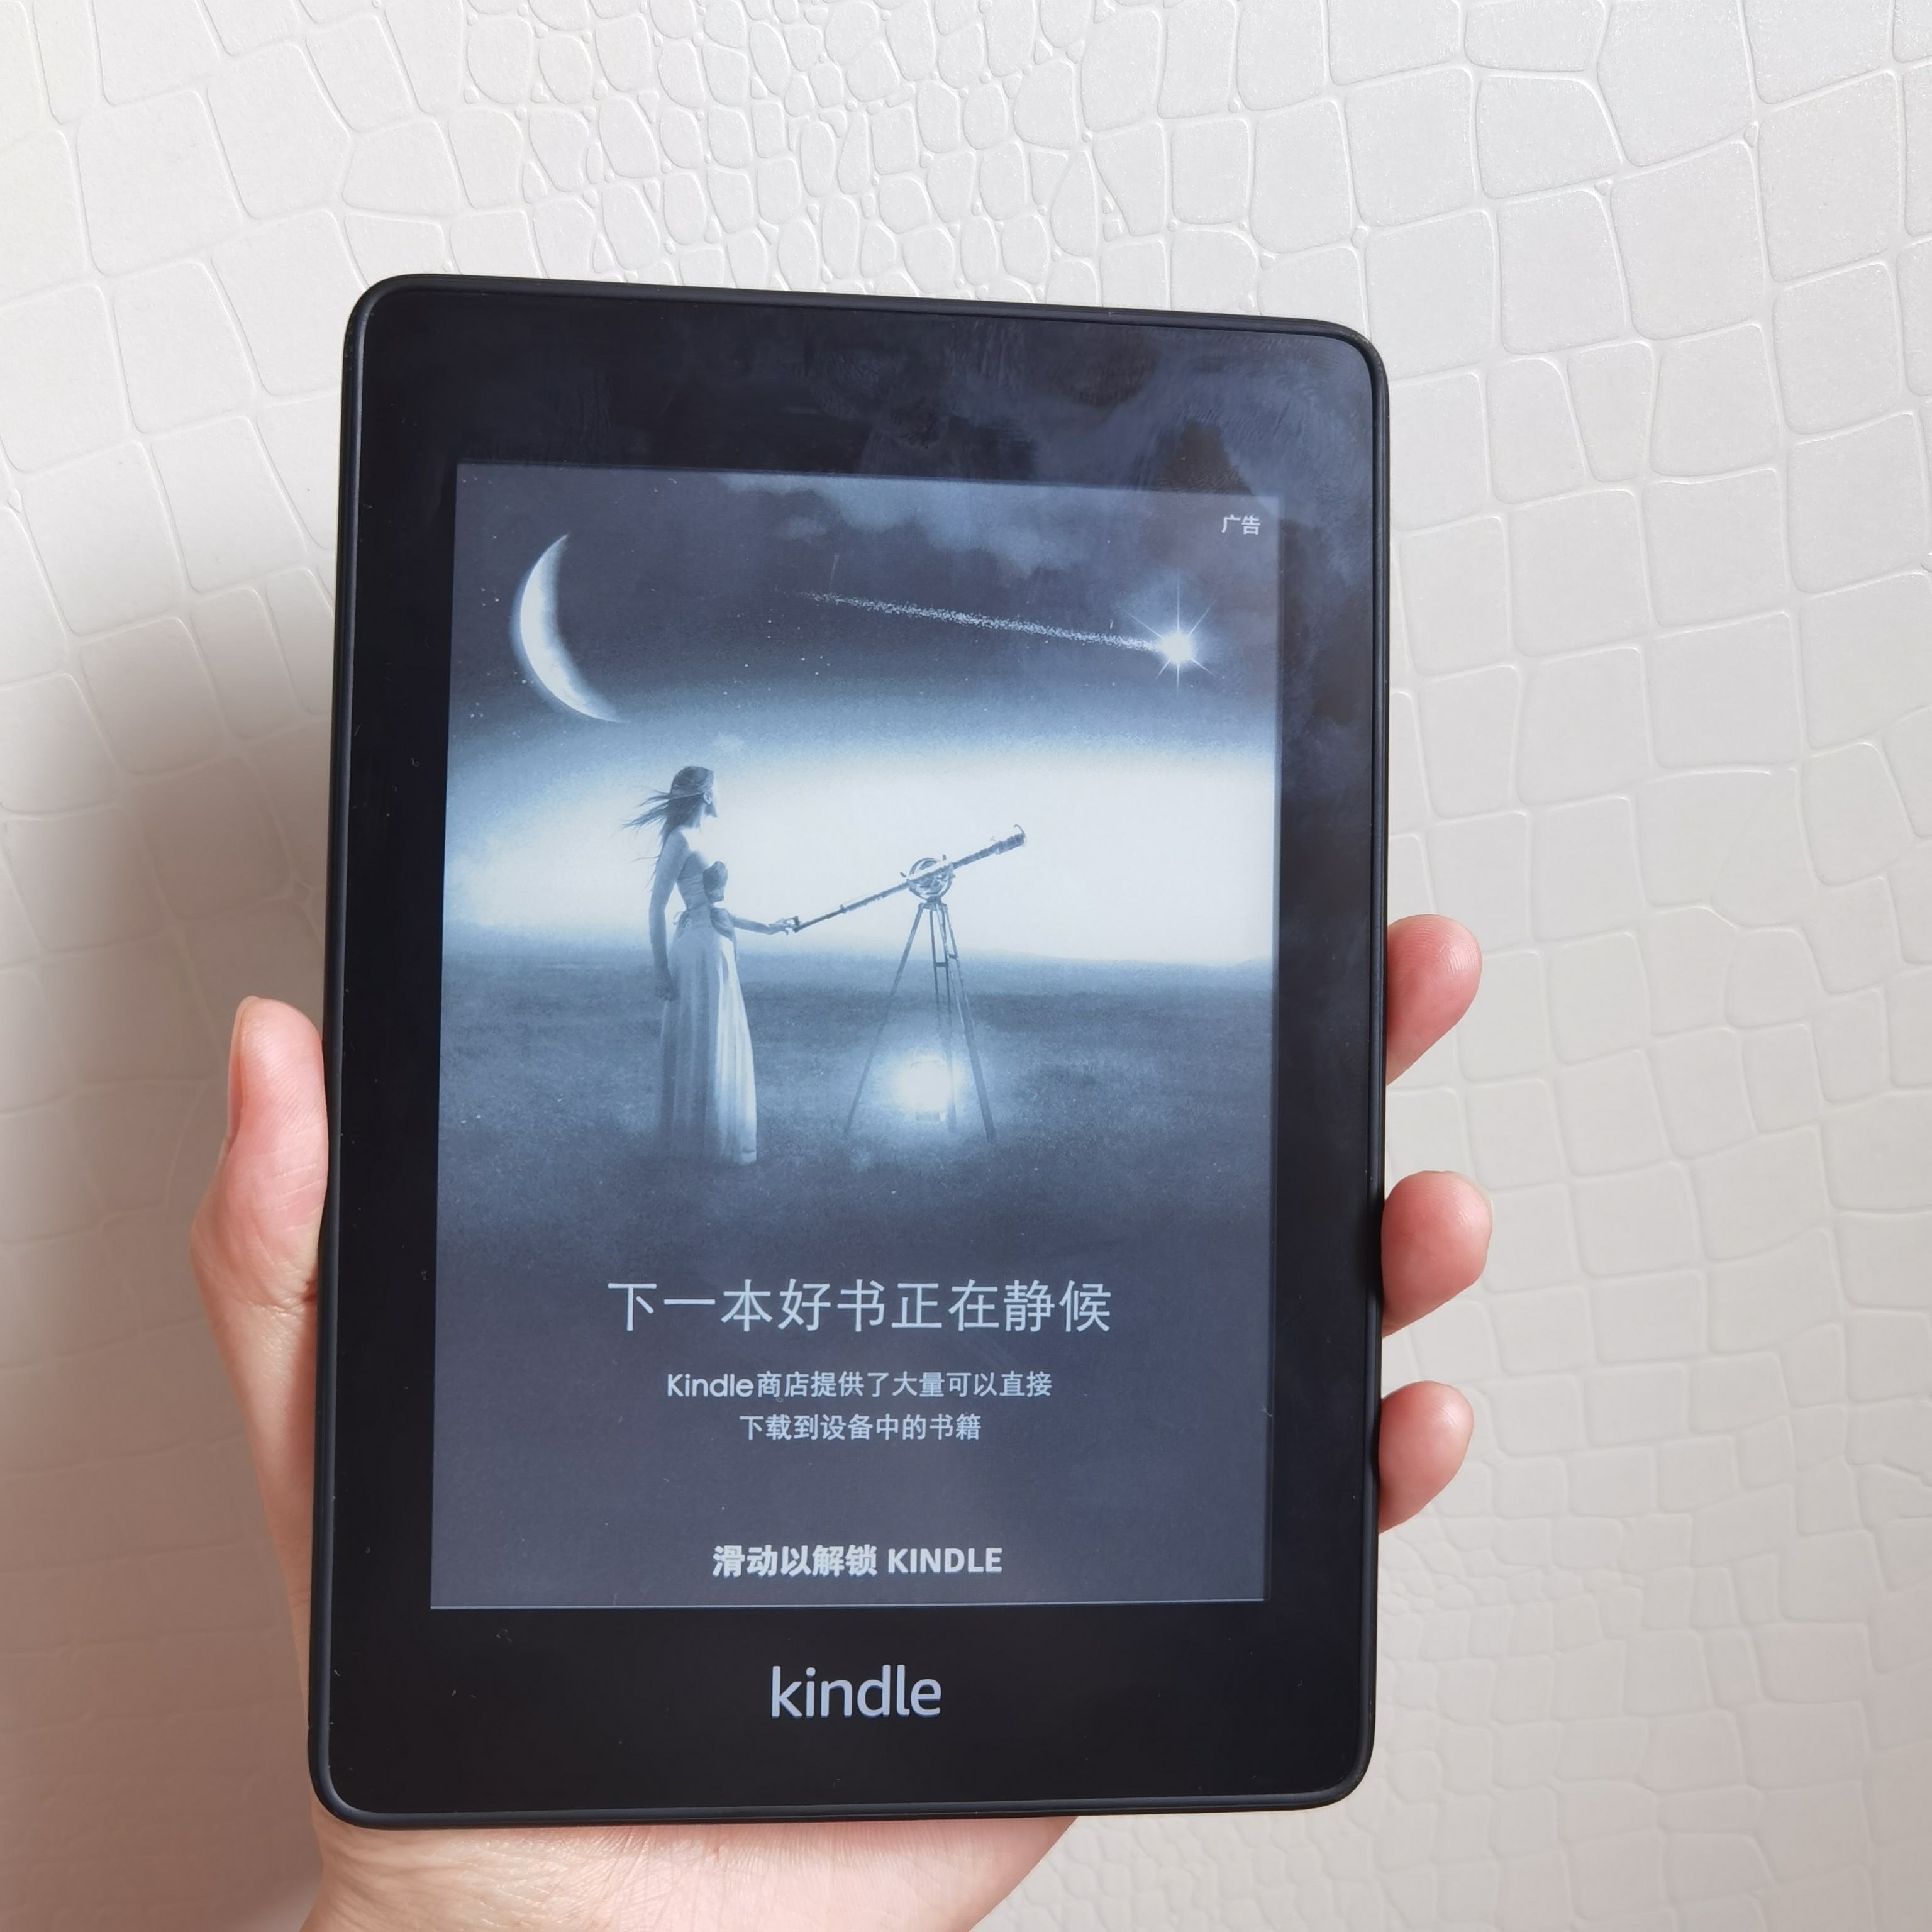 广告
下一本好书正在静候
Kindle商店提供了大量可以直接
下载到设备中的书籍
滑动以解锁 KINDLE
kindle